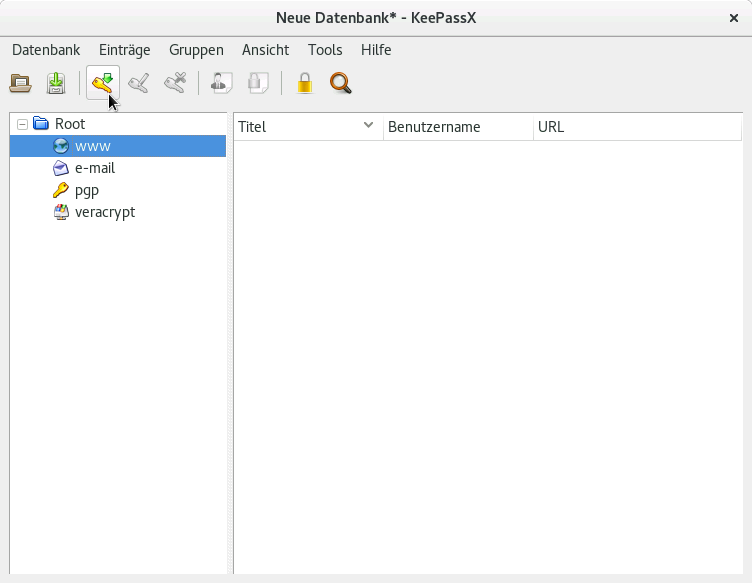 Neue Datenbank* - KeePassX
Datenbank Einträge Gruppen Ansicht Tools Hilfe
Root
www
e-mail
pgp
veracrypt
Titel Benutzername URL